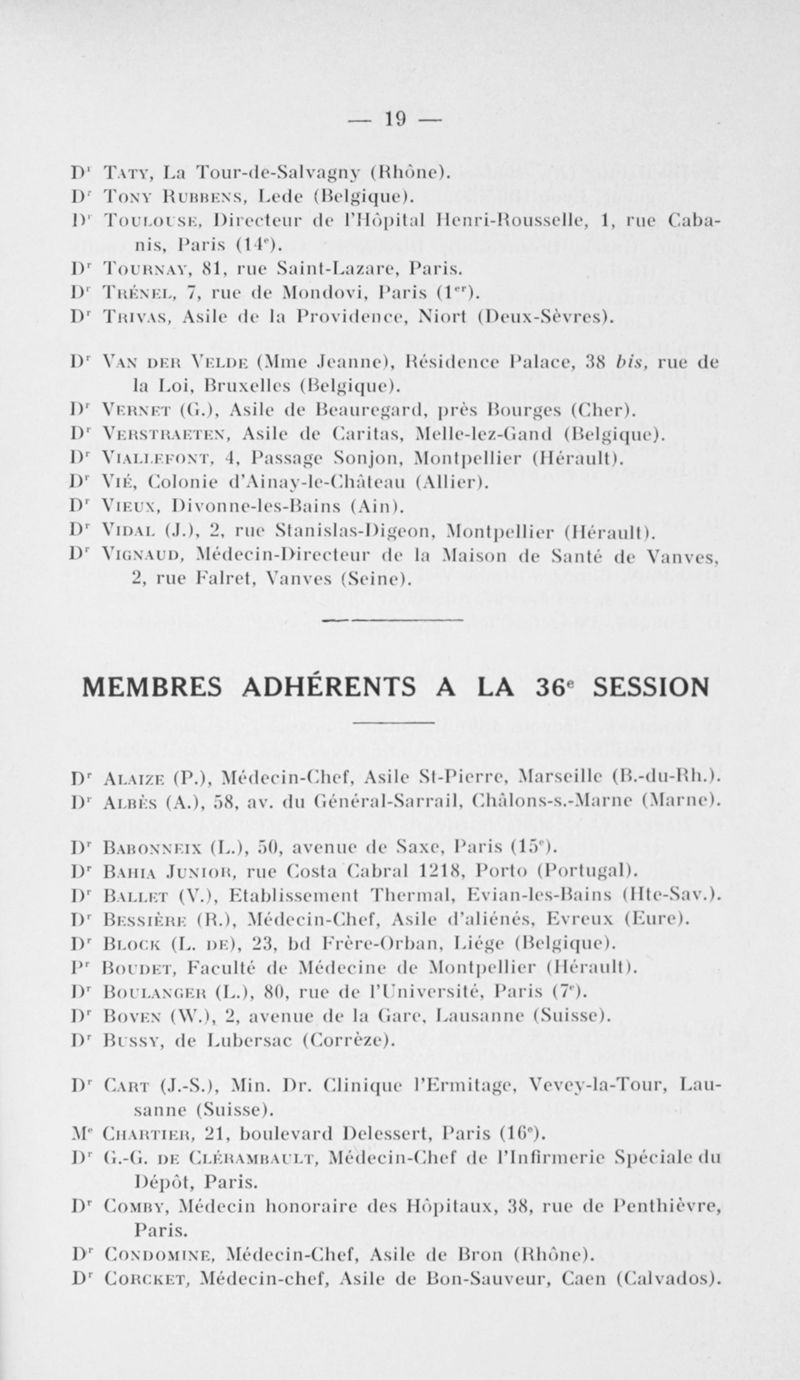 — 19 —
Dr TATY, La Tour-de-Salvagny (Rhône).
Dr TONY RUBBENS, Lede (Belgique).
Dr TOULOUSE, Directeur de l'Hôpital Henri-Rousselle, 1, rue Caba-
nis, Paris (14e).
Dr TOURNAY, 81, rue Saint-Lazare, Paris.
Dr TRÉNEL, 7, rue de Mondovi, Paris (1er).
Dr TRIVAS, Asile de la Providence, Niort (Deux-Sèvres).
Dr VAN DER VELDE (Mme Jeanne), Résidence Palace, 38 bis, rue de
la Loi, Bruxelles (Belgique).
Dr VERNET (G.), Asile de Beauregard, près Bourges (Cher).
Dr VERSTRAETEN, Asile de Caritas, Melle-lez-Gand (Belgique).
Dr VIALLEFONT, 4, Passage Sonjon, Montpellier (Hérault).
Dr VIÉ, Colonie d'Ainay-le-Château (Allier).
Dr VIEUX, Divonne-les-Bains (Ain).
Dr VIDAL (J.), 2, rue Stanislas-Digeon, Montpellier (Hérault).
Dr VIGNAUD, Médecin-Directeur de la Maison de Santé de Vanves,
2, rue Falret, Vanves (Seine).
MEMBRES ADHÉRENTS A LA 36e SESSION
Dr ALAIZE (P.), Médecin-Chef, Asile St-Pierre, Marseille (B.-du-Rh.).
Dr ALBÈS (A.), 58, av. du Général-Sarrail, Châlons-s.-Marne (Marne).
Dr BABONNEIX (L.), 50, avenue de Saxe, Paris (15e).
Dr BAHIA JUNIOR, rue Costa Cabral 1218, Porto (Portugal).
Dr BALLET (V.), Etablissement Thermal, Evian-les-Bains (Hte-Sav.).
Dr BESSIÈRE (R.), Médecin-Chef, Asile d'aliénés, Evreux (Eure).
Dr BLOCK (L. DE), 23, bd Frère-Orban, Liége (Belgique).
Pr BOUDET, Faculté de Médecine de Montpellier (Hérault).
Dr BOULANGER (L.), 80, rue de l'Université, Paris (7e).
Dr BOVEN (W.), 2, avenue de la Gare, Lausanne (Suisse).
Dr BUSSY, de Lubersac (Corrèze).
Dr CART (J.-S.), Min. Dr. Clinique l'Ermitage, Vevey-la-Tour, Lau-
sanne (Suisse).
Me CHARTIER, 21, boulevard Delessert, Paris (16e).
Dr G.-G. DE CLÉRAMBAULT, Médecin-Chef de l'Infirmerie Spéciale du
Dépôt, Paris.
Dr COMBY, Médecin honoraire des Hôpitaux, 38, rue de Penthièvre,
Paris.
Dr CONDOMINE, Médecin-Chef, Asile de Bron (Rhône).
Dr CORCKET, Médecin-chef, Asile de Bon-Sauveur, Caen (Calvados).